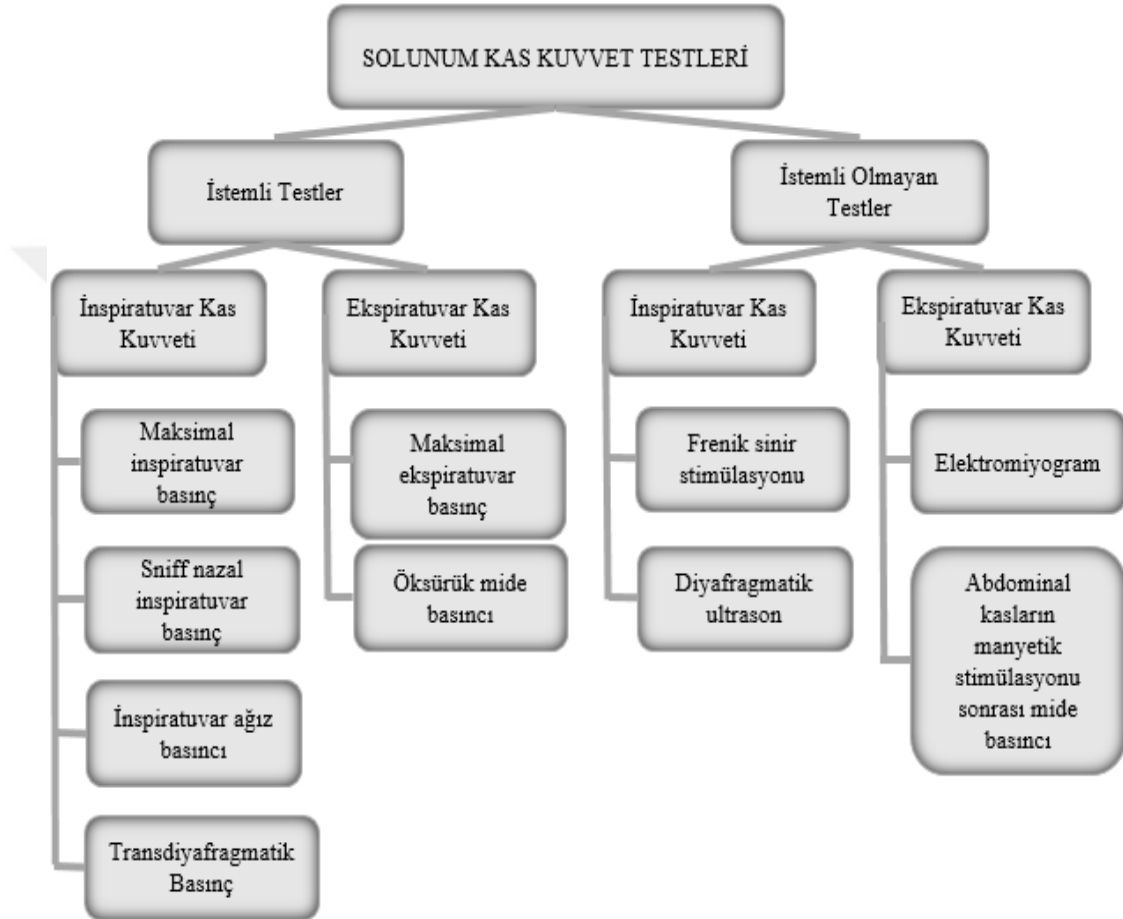 SOLUNUM KAS KUVVET TESTLERİ
İstemli Testler
İstemli Olmayan
Testler
İnspiratuvar Kas
Kuvveti
Ekspiratuvar Kas
Kuvveti
İnspiratuvar Kas
Kuvveti
Ekspiratuvar Kas
Kuvveti
Maksimal
inspiratuvar
basınç
Maksimal
ekspiratuvar
basınç
Frenik sinir
stimülasyonu
Elektromiyogram
Sniff nazal
inspiratuvar
basınç
Öksürük mide
basıncı
Diyafragmatik
ultrason
Abdominal
kasların
manyetik
stimülasyonu
sonrası mide
basıncı
İnspiratuvar ağız
basıncı
Transdiyafragmatik
Basınç